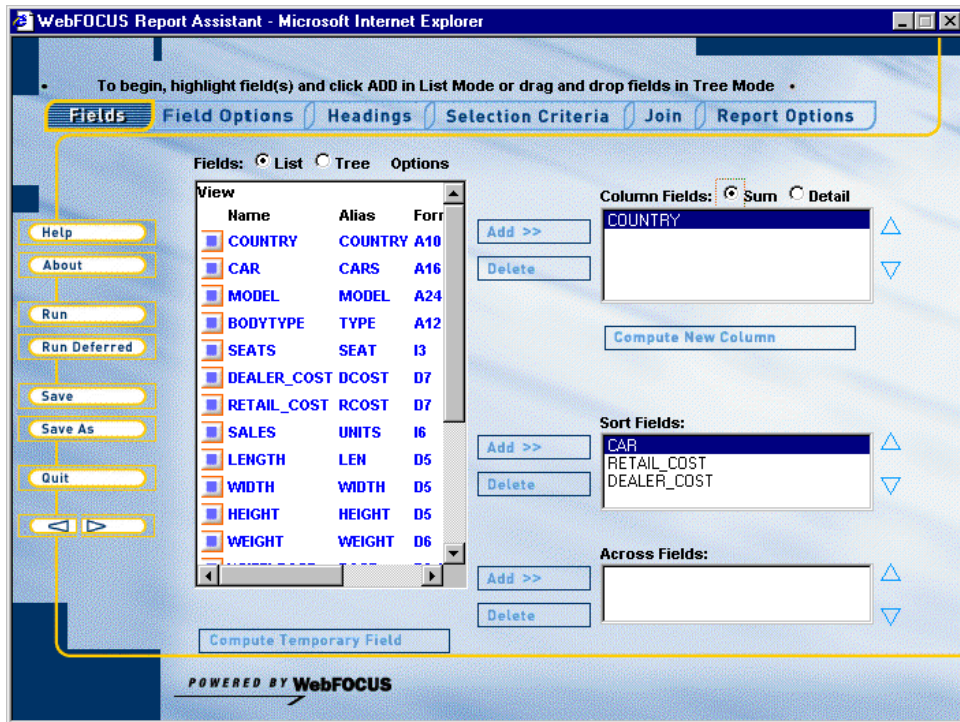 WebFOCUS Report Assistant - Microsoft Internet Explorer
• To begin, highlight field(s) and click ADD in List Mode or drag and drop fields in Tree Mode •
Fields Field Options Headings Selection Criteria Join Report Options
Fields: List Tree Options
View
Name Alias Forr
COUNTRY COUNTRY A10
CAR CARS A16
MODEL MODEL A24
BODYTYPE TYPE A12
SEATS SEAT I3
DEALER_COST DCOST D7
RETAIL_COST RCOST D7
SALES UNITS I6
LENGTH LEN D5
WIDTH WIDTH D5
HEIGHT HEIGHT D5
WEIGHT WEIGHT D6
Compute Temporary Field
Help
About
Run
Run Deferred
Save
Save As
Quit
Add >>
Delete
Column Fields: Sum Detail
COUNTRY
Compute New Column
Add >>
Delete
Sort Fields:
CAR
RETAIL_COST
DEALER_COST
Add >>
Delete
Across Fields:
POWERED BY WebFOCUS